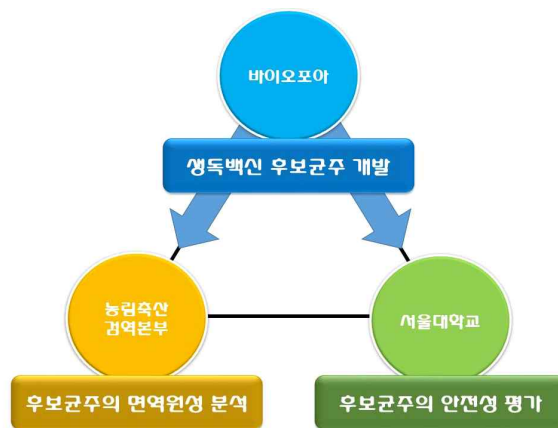 바이오포아
생독백신 후보균주 개발
농림축산
검역본부
서울대학교
후보균주의 면역원성 분석
후보균주의 안전성 평가